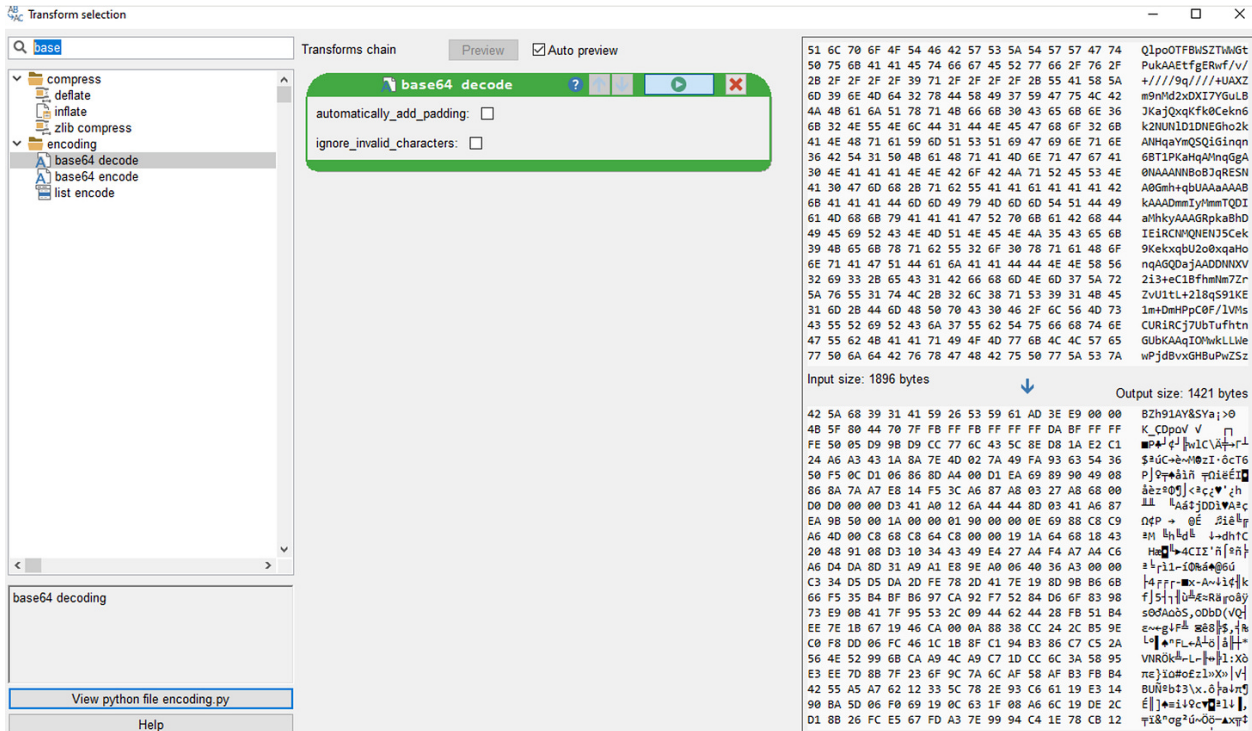 Transform selection
base
compress
deflate
inflate
zlib compress
encoding
base64 decode
base64 encode
list encode
base64 decoding
View python file encoding.py
Help
Transforms chain Preview Auto preview
base64 decode
automatically_add_padding:
ignore_invalid_characters:
51 6C 70 6F 4F 54 46 42 57 53 5A 54 57 57 47 74 QlpoOTFBWSZTWWGt
50 75 6B 41 41 45 74 66 67 45 52 77 66 2F 76 2F PukAAEtfgERwf/v/
2B 2F 2F 2F 2F 39 71 2F 2F 2F 2F 2B 55 41 58 5A +////9q////+UAXZ
6D 39 6E 4D 64 32 78 44 58 49 37 59 47 75 4C 42 m9nMd2xDXI7YGuLB
4A 4B 61 6A 51 78 71 4B 66 6B 30 43 65 6B 6E 36 JKajQxqKfk0Cekn6
6B 32 4E 55 4E 6C 44 31 44 4E 45 47 68 6F 32 6B k2NUNlD1DNEGho2k
41 4E 48 71 61 59 6D 51 53 51 69 47 69 6E 71 6E ANHqaYmQSQiGinqn
36 42 54 31 50 4B 61 48 71 41 4D 6E 71 47 67 41 6BT1PKaHqAMnqGgA
30 4E 41 41 41 4E 4E 42 6F 42 4A 71 52 45 53 4E 0NAAANNBoBJqRESN
41 30 47 6D 68 2B 71 62 55 41 41 61 41 41 41 42 A0Gmh+qbUAAaAAAB
6B 41 41 41 44 6D 6D 49 79 4D 6D 6D 54 51 44 49 kAAADmmIyMmmTQDI
61 4D 68 6B 79 41 41 41 47 52 70 6B 61 42 68 44 aMhkyAAAGRpkaBhD
49 45 69 52 43 4E 4D 51 4E 45 4E 4A 35 43 65 6B IEiRCNMQNENJ5Cek
39 4B 65 6B 78 71 62 55 32 6F 30 78 71 61 48 6F 9KekxqbU2o0xqaHo
6E 71 41 47 51 44 61 6A 41 41 44 44 4E 4E 58 56 nqAGQDajAADDNNXV
32 69 33 2B 65 43 31 42 66 68 6D 4E 6D 37 5A 72 2i3+eC1BfhmNm7Zr
5A 76 55 31 74 4C 2B 32 6C 38 71 53 39 31 4B 45 ZvU1tL+2l8qS91KE
31 6D 2B 44 6D 48 50 70 43 30 46 2F 6C 56 4D 73 1m+DmHPpC0F/lVMs
43 55 52 69 52 43 6A 37 55 62 54 75 66 68 74 6E CURiRCj7UbTufhtn
47 55 62 4B 41 41 71 49 4F 4D 77 6B 4C 4C 57 65 GUbKAAqIOMwkLLWe
77 50 6A 64 42 76 78 47 48 42 75 50 77 5A 53 7A wPjdBvxGHBuPwZSz
Input size: 1896 bytes
Output size: 1421 bytes
42 5A 68 39 31 41 59 26 53 59 61 AD 3E E9 00 00 BZh91AY&SYa¡>Θ
4B 5F 80 44 70 7F FB FF FB FF FF FF DA BF FF FF
FE 50 05 D9 9B D9 CC 77 6C 43 5C 8E D8 1A E2 C1
24 A6 A3 43 1A 8A 7E 4D 02 7A 49 FA 93 63 54 36
50 F5 0C D1 06 86 8D A4 00 D1 EA 69 89 90 49 08
86 8A 7A A7 E8 14 F5 3C A6 87 A8 03 27 A8 68 00
D0 D0 00 00 D3 41 A0 12 6A 44 44 8D 03 41 A6 87
EA 9B 50 00 1A 00 00 01 90 00 00 0E 69 88 C8 C9
A6 4D 00 C8 68 C8 64 C8 00 00 19 1A 64 68 18 43
20 48 91 08 D3 10 34 43 49 E4 27 A4 F4 A7 A4 C6
A6 D4 DA 8D 31 A9 A1 E8 9E A0 06 40 36 A3 00 00
C3 34 D5 D5 DA 2D FE 78 2D 41 7E 19 8D 9B B6 6B
66 F5 35 B4 BF B6 97 CA 92 F7 52 84 D6 6F 83 98
73 E9 0B 41 7F 95 53 2C 09 44 62 44 28 FB 51 B4
EE 7E 1B 67 19 46 CA 00 0A 88 38 CC 24 2C B5 9E
C0 F8 DD 06 FC 46 1C 1B 8F C1 94 B3 86 C7 C5 2A
56 4E 52 99 6B CA A9 4C A9 C7 1D CC 6C 3A 58 95
E3 EE 7D 8B 7F 23 6F 9C 7A 6C AF 58 AF B3 FB B4
42 55 A5 A7 62 12 33 5C 78 2E 93 C6 61 19 E3 14
90 BA 5D 06 F0 69 19 0C 63 1F 08 A6 6C 19 DE 2C
D1 8B 26 FC E5 67 FD A3 7E 99 94 C4 1E 78 CB 12